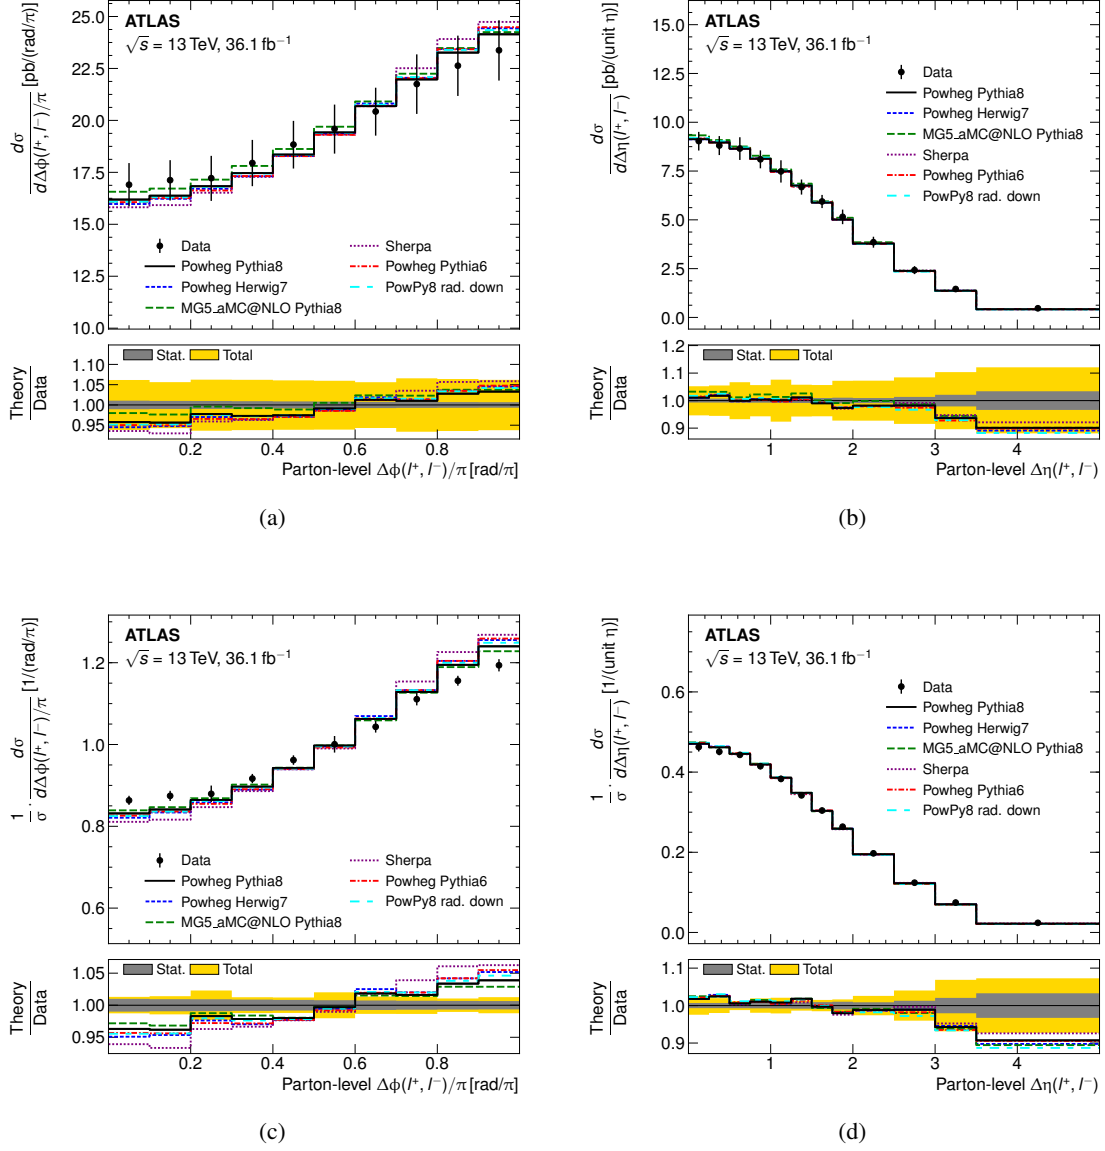 ATLAS
√s = 13 TeV, 36.1 fb⁻¹
dσ / dΔϕ(l⁺, l⁻)/π [pb/(rad/π)]
25.0
22.5
20.0
17.5
15.0
12.5
10.0
Data
Powheg Pythia8
Powheg Herwig7
MG5_aMC@NLO Pythia8
Sherpa
Powheg Pythia6
PowPy8 rad. down
Stat. Total
Theory / Data
1.10
1.05
1.00
0.95
0.2 0.4 0.6 0.8
Parton-level Δϕ(l⁺, l⁻)/π [rad/π]
(a)
ATLAS
√s = 13 TeV, 36.1 fb⁻¹
dσ / dΔη(l⁺, l⁻) [pb/(unit η)]
15.0
12.5
10.0
7.5
5.0
2.5
0.0
Data
Powheg Pythia8
Powheg Herwig7
MG5_aMC@NLO Pythia8
Sherpa
Powheg Pythia6
PowPy8 rad. down
Stat. Total
Theory / Data
1.2
1.1
1.0
0.9
1 2 3 4
Parton-level Δη(l⁺, l⁻)
(b)
ATLAS
√s = 13 TeV, 36.1 fb⁻¹
1/σ · dσ / dΔϕ(l⁺, l⁻)/π [1/(rad/π)]
1.2
1.0
0.8
0.6
Data
Powheg Pythia8
Powheg Herwig7
MG5_aMC@NLO Pythia8
Sherpa
Powheg Pythia6
PowPy8 rad. down
Stat. Total
Theory / Data
1.05
1.00
0.95
0.2 0.4 0.6 0.8
Parton-level Δϕ(l⁺, l⁻)/π [rad/π]
(c)
ATLAS
√s = 13 TeV, 36.1 fb⁻¹
1/σ · dσ / dΔη(l⁺, l⁻) [1/(unit η)]
0.6
0.4
0.2
0.0
Data
Powheg Pythia8
Powheg Herwig7
MG5_aMC@NLO Pythia8
Sherpa
Powheg Pythia6
PowPy8 rad. down
Stat. Total
Theory / Data
1.1
1.0
0.9
1 2 3 4
Parton-level Δη(l⁺, l⁻)
(d)